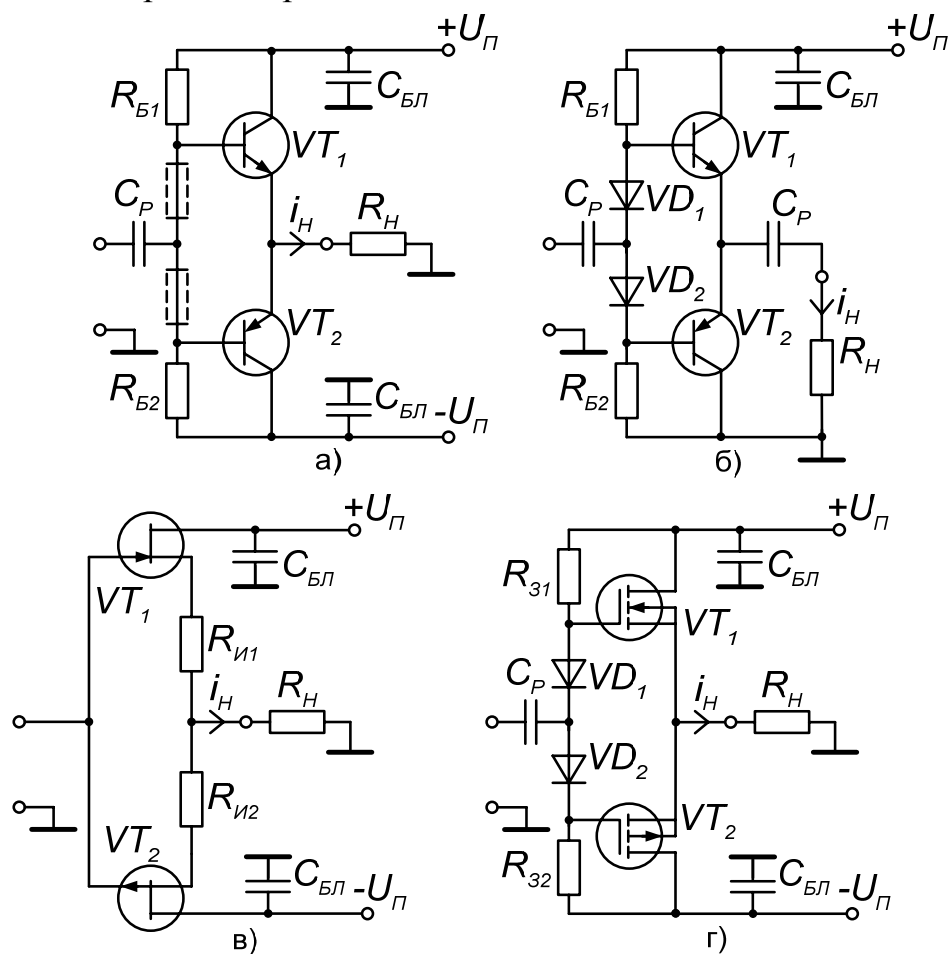 +U_П
R_Б1
C_БЛ
VT_1
C_Р
i_Н
R_Н
VT_2
R_Б2
C_БЛ
-U_П
а)
+U_П
R_Б1
C_БЛ
VT_1
C_Р
VD_1
C_Р
VD_2
VT_2
i_Н
R_Н
R_Б2
б)
+U_П
C_БЛ
VT_1
R_И1
i_Н
R_Н
R_И2
VT_2
C_БЛ
-U_П
в)
+U_П
R_З1
C_БЛ
VT_1
C_Р
VD_1
i_Н
R_Н
VD_2
VT_2
R_З2
C_БЛ
-U_П
г)